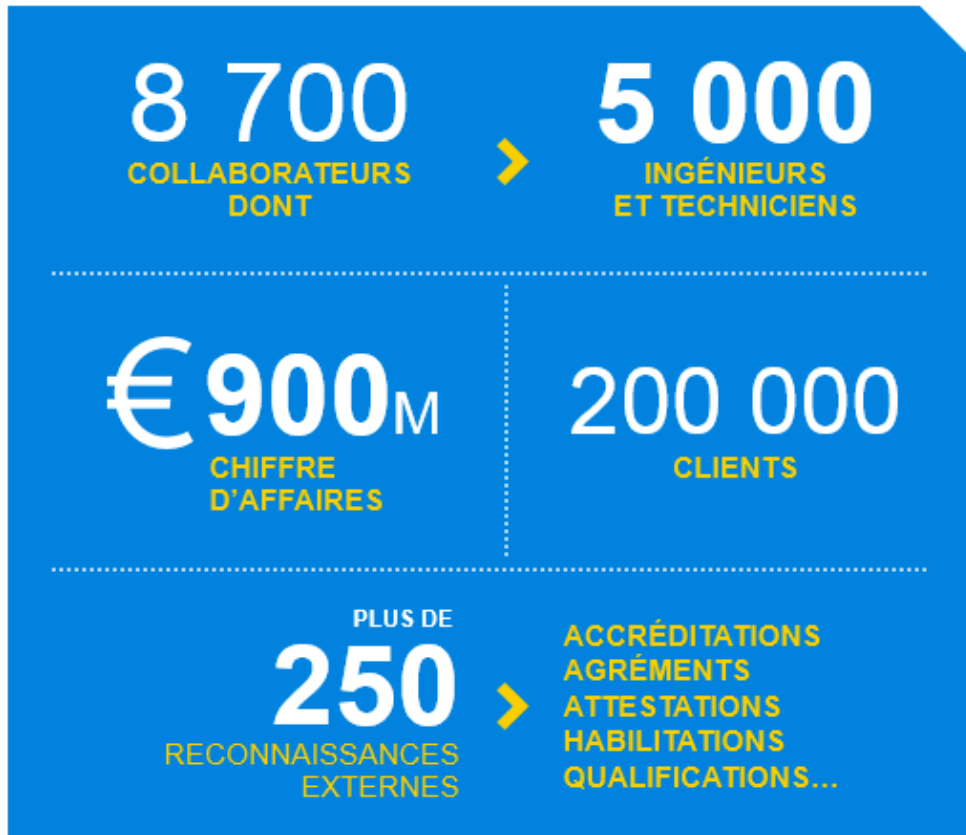 8 700
COLLABORATEURS
DONT
5 000
INGÉNIEURS
ET TECHNICIENS
€ 900M
CHIFFRE
D'AFFAIRES
200 000
CLIENTS
PLUS DE
250
RECONNAISSANCES
EXTERNES
ACCRÉDITATIONS
AGRÉMENTS
ATTESTATIONS
HABILITATIONS
QUALIFICATIONS...